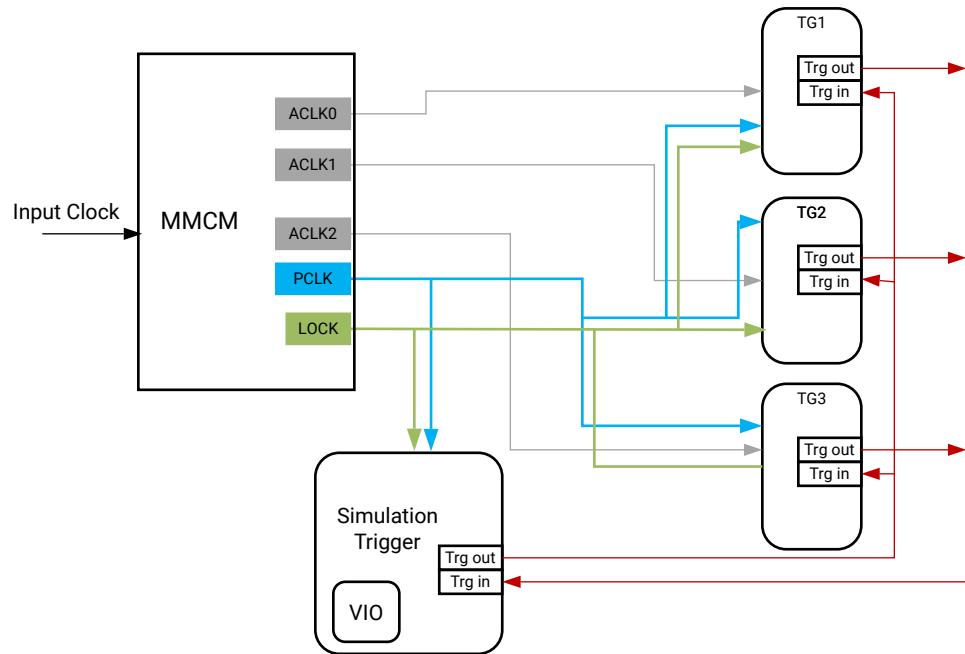 Input Clock
MMCM
ACLK0
ACLK1
ACLK2
PCLK
LOCK
TG1
Trg out
Trg in
TG2
Trg out
Trg in
TG3
Trg out
Trg in
Simulation
Trigger
Trg out
Trg in
VIO